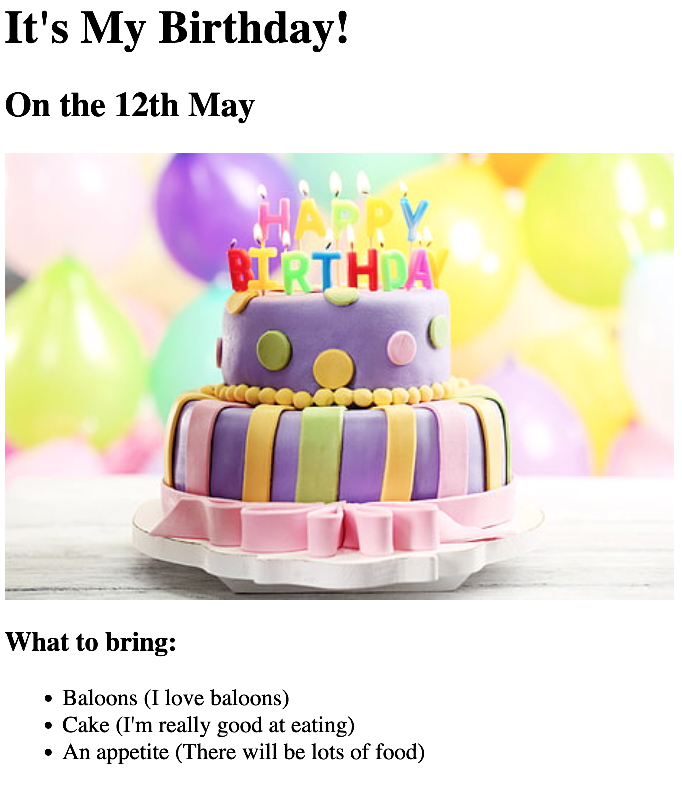 It's My Birthday!
On the 12th May
HAPPY
BIRTHDAY
What to bring:
Baloons (I love baloons)
Cake (I'm really good at eating)
An appetite (There will be lots of food)